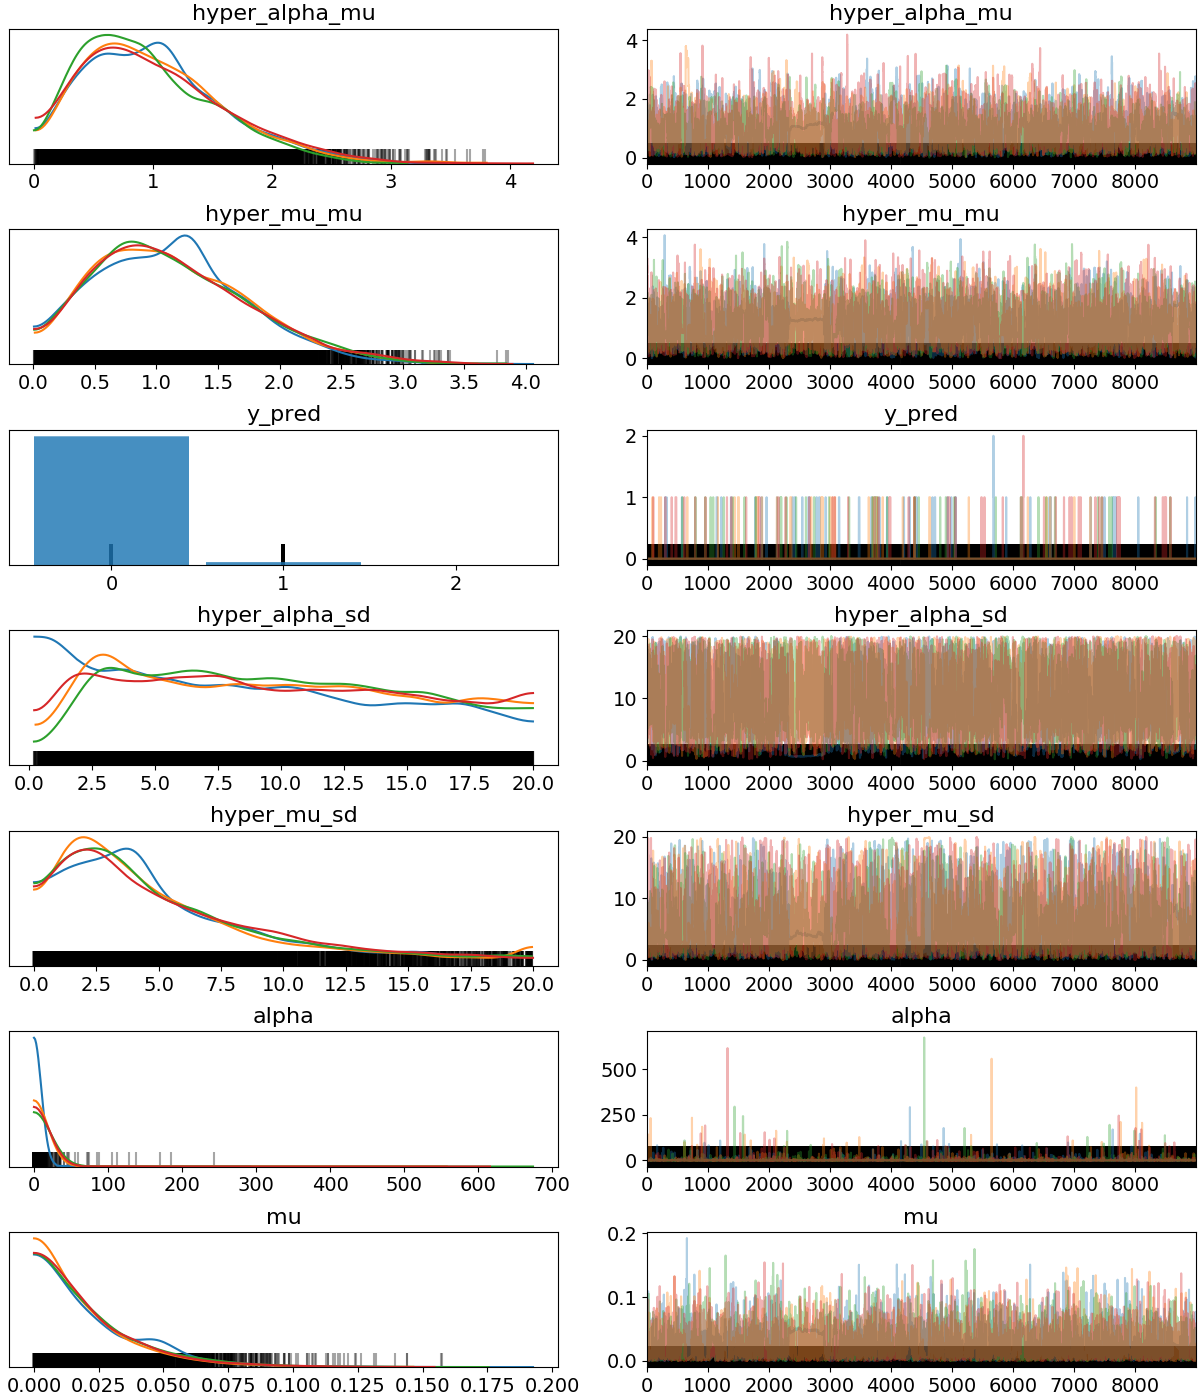 hyper_alpha_mu hyper_alpha_mu
4
2
0
0 1 2 3 4 0 1000 2000 3000 4000 5000 6000 7000 8000
hyper_mu_mu hyper_mu_mu
4
2
0
0.0 0.5 1.0 1.5 2.0 2.5 3.0 3.5 4.0 0 1000 2000 3000 4000 5000 6000 7000 8000
y_pred y_pred
2
1
0
0 1 2 0 1000 2000 3000 4000 5000 6000 7000 8000
hyper_alpha_sd hyper_alpha_sd
20
10
0
0.0 2.5 5.0 7.5 10.0 12.5 15.0 17.5 20.0 0 1000 2000 3000 4000 5000 6000 7000 8000
hyper_mu_sd hyper_mu_sd
20
10
0
0.0 2.5 5.0 7.5 10.0 12.5 15.0 17.5 20.0 0 1000 2000 3000 4000 5000 6000 7000 8000
alpha alpha
500
250
0
0 100 200 300 400 500 600 700 0 1000 2000 3000 4000 5000 6000 7000 8000
mu mu
0.2
0.1
0.0
0.000 0.025 0.050 0.075 0.100 0.125 0.150 0.175 0.200 0 1000 2000 3000 4000 5000 6000 7000 8000